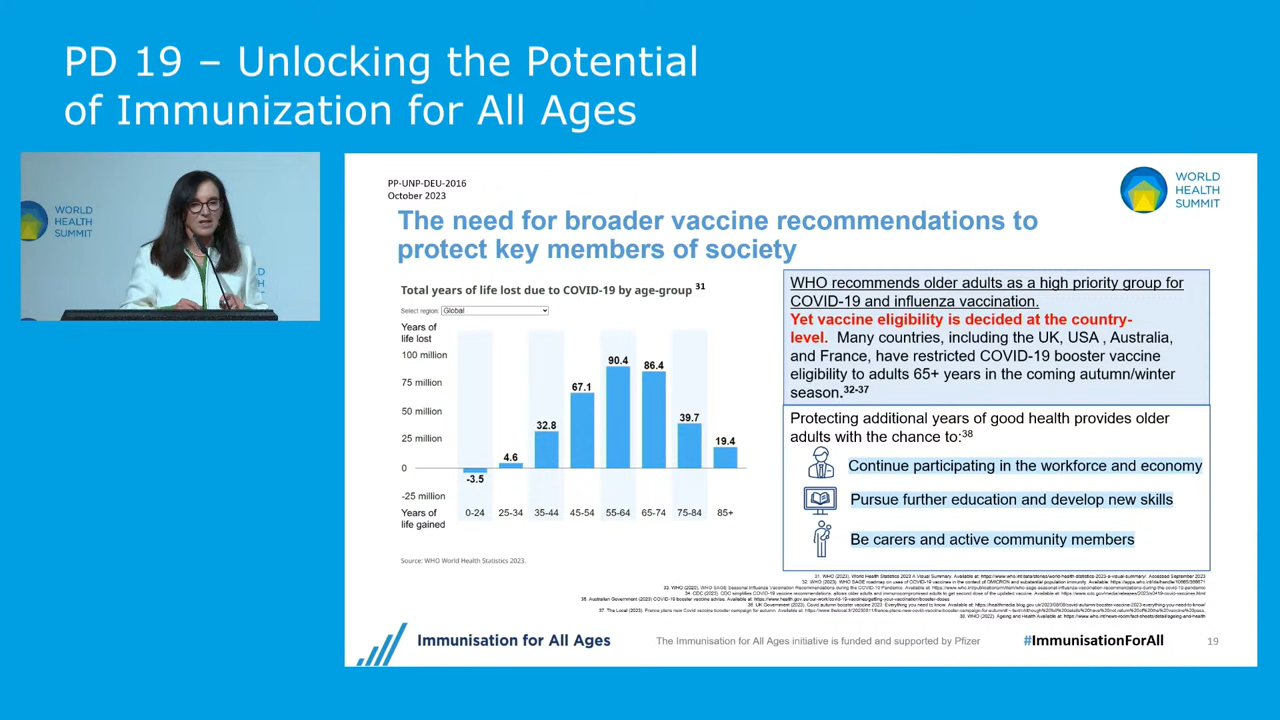 PD 19 – Unlocking the Potential
of Immunization for All Ages
WORLD
HEALTH
SUMMIT
PP-UNP-DEU-2016
October 2023
WORLD
HEALTH
SUMMIT
The need for broader vaccine recommendations to
protect key members of society
Total years of life lost due to COVID-19 by age-group 31
Select region: Global
Years of
life lost
100 million
75 million
50 million
25 million
0
-25 million
Years of
life gained
-3.5
4.6
32.8
67.1
90.4
86.4
39.7
19.4
0-24
25-34
35-44
45-54
55-64
65-74
75-84
85+
Source: WHO World Health Statistics 2023.
WHO recommends older adults as a high priority group for
COVID-19 and influenza vaccination.
Yet vaccine eligibility is decided at the country-
level. Many countries, including the UK, USA , Australia,
and France, have restricted COVID-19 booster vaccine
eligibility to adults 65+ years in the coming autumn/winter
season.32-37
Protecting additional years of good health provides older
adults with the chance to:38
Continue participating in the workforce and economy
Pursue further education and develop new skills
Be carers and active community members
Immunisation for All Ages
The Immunisation for All Ages initiative is funded and supported by Pfizer
#ImmunisationForAll
19